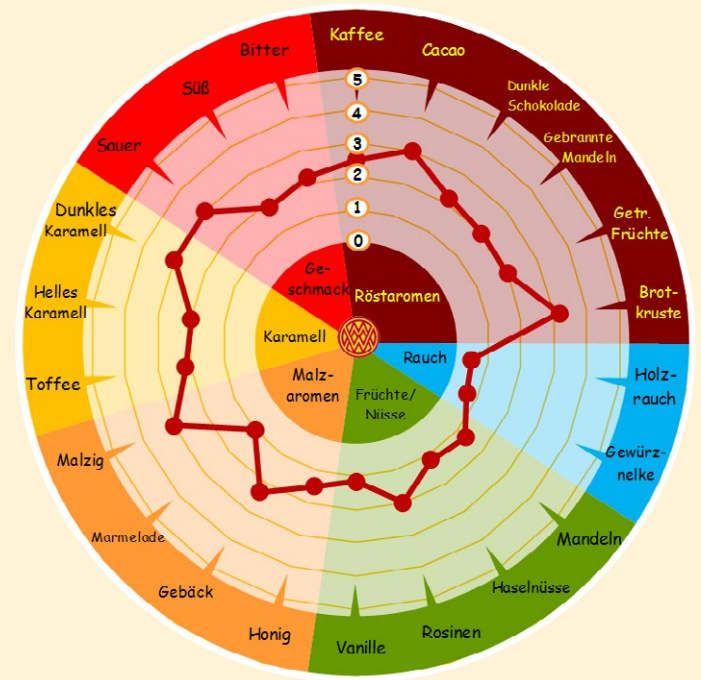 Kaffee
Cacao
Dunkle
Schokolade
Gebrannte
Mandeln
Getr.
Früchte
Brot-
kruste
Holz-
rauch
Gewürz-
nelke
Mandeln
Haselnüsse
Rosinen
Vanille
Honig
Gebäck
Marmelade
Malzig
Toffee
Helles
Karamell
Dunkles
Karamell
Sauer
Süß
Bitter
5
4
3
2
1
0
Ge-
schmack
Röstaromen
Karamell
Rauch
Malz-
aromen
Früchte/
Nüsse